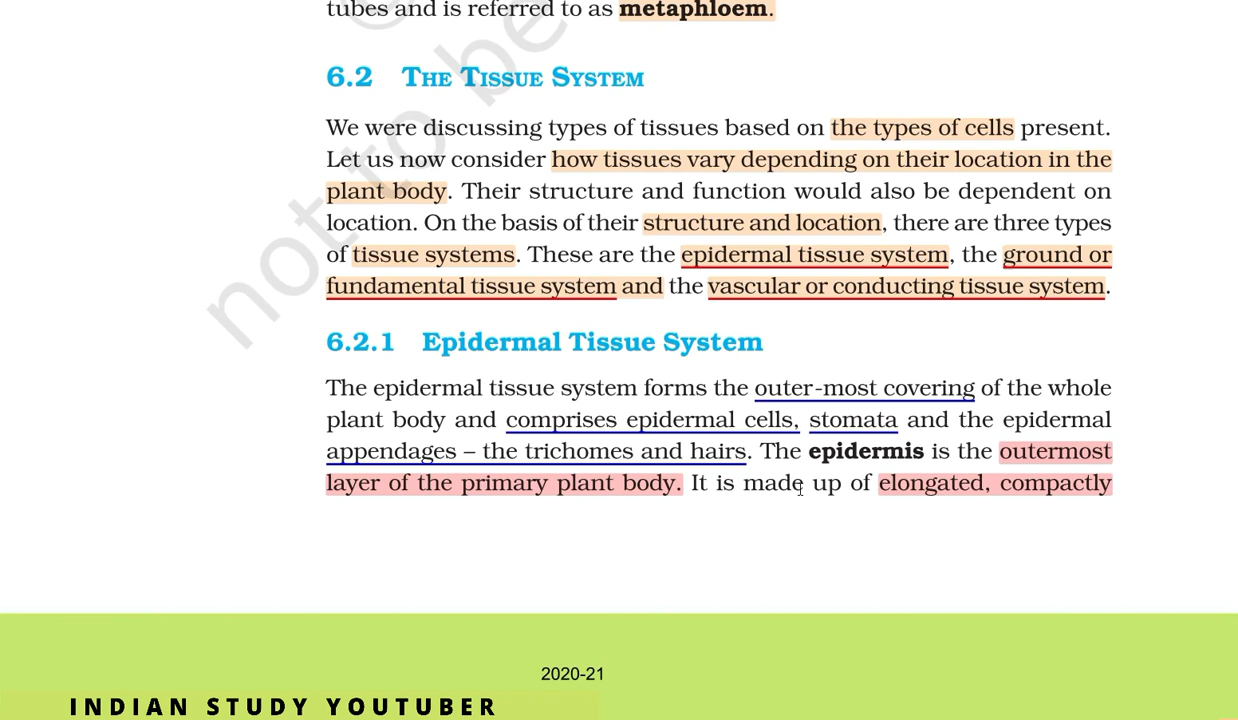 tubes and is referred to as metaphloem.
6.2 THE TISSUE SYSTEM
We were discussing types of tissues based on the types of cells present.
Let us now consider how tissues vary depending on their location in the
plant body. Their structure and function would also be dependent on
location. On the basis of their structure and location, there are three types
of tissue systems. These are the epidermal tissue system, the ground or
fundamental tissue system and the vascular or conducting tissue system.
6.2.1 Epidermal Tissue System
The epidermal tissue system forms the outer-most covering of the whole
plant body and comprises epidermal cells, stomata and the epidermal
appendages – the trichomes and hairs. The epidermis is the outermost
layer of the primary plant body. It is made up of elongated, compactly
not to be
2020-21
INDIAN STUDY YOUTUBER